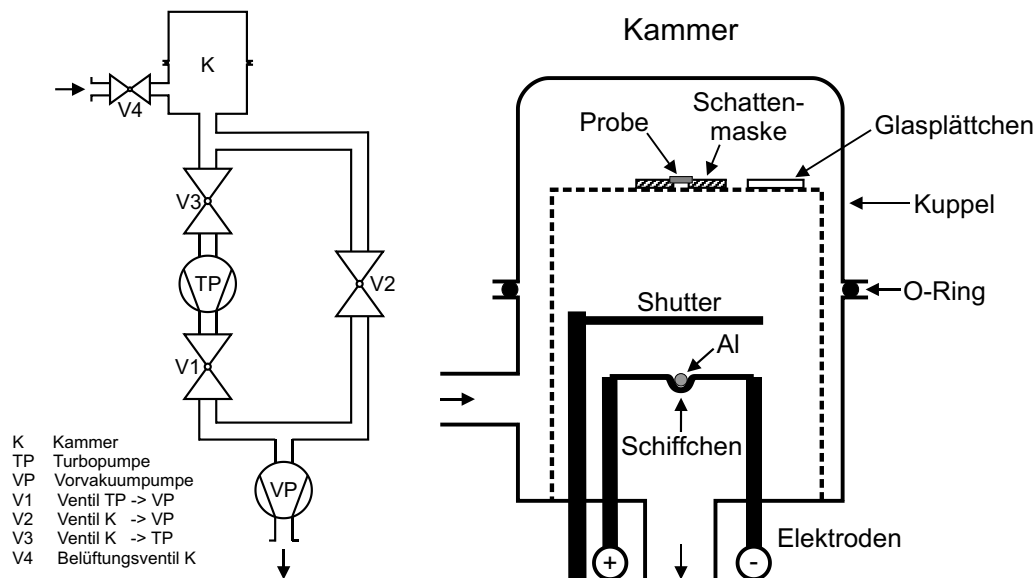 K
V4
V3
TP
V2
V1
VP
K Kammer
TP Turbopumpe
VP Vorvakuumpumpe
V1 Ventil TP -> VP
V2 Ventil K -> VP
V3 Ventil K -> TP
V4 Belüftungsventil K
Kammer
Probe
Schatten-
maske
Glasplättchen
Kuppel
O-Ring
Shutter
Al
Schiffchen
Elektroden
+
-